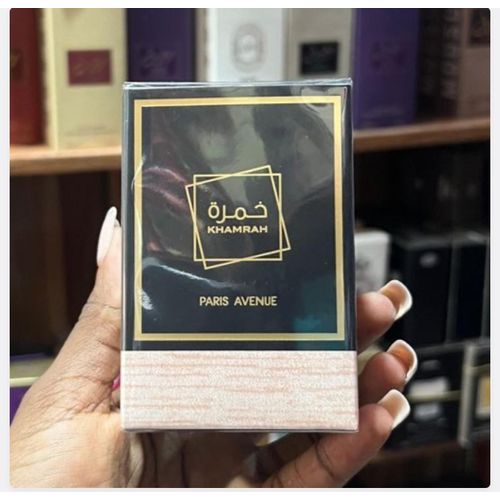 خمرة
KHAMRAH
PARIS AVENUE